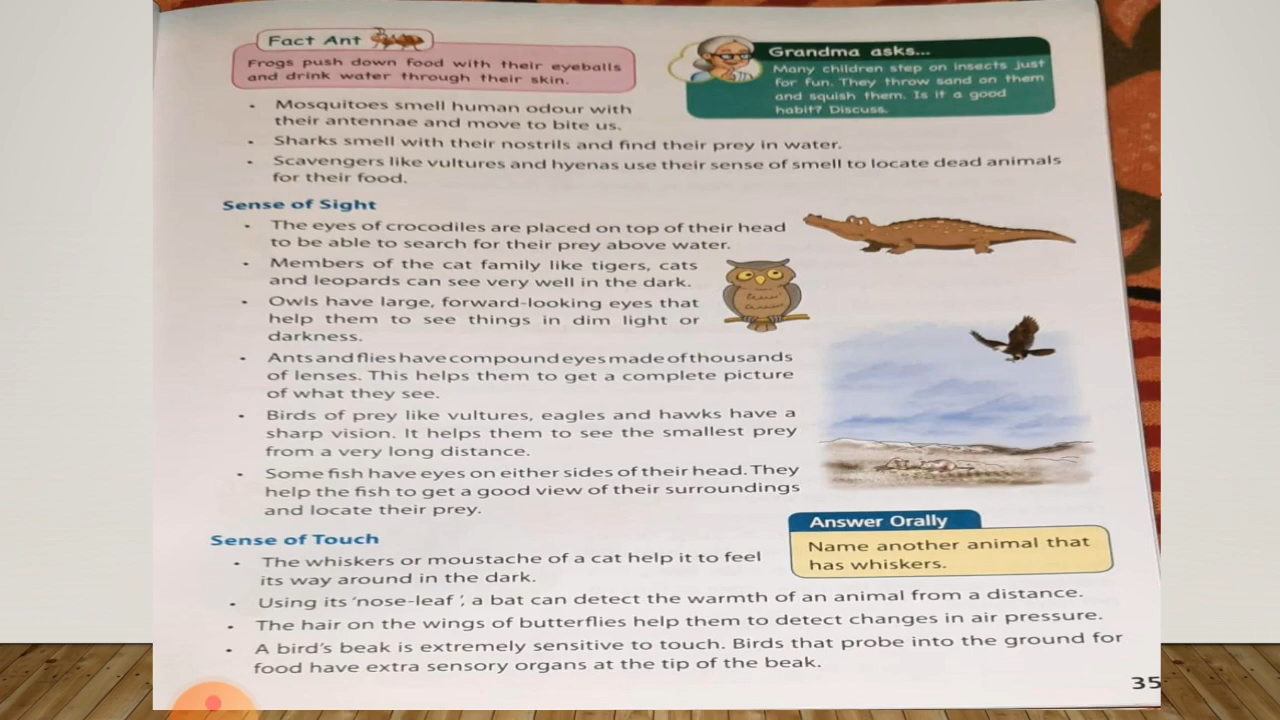 Fact Ant
Frogs push down food with their eyeballs
and drink water through their skin.
Grandma asks...
Many children step on insects just
for fun. They throw sand on them
and squish them. Is it a good
habit? Discuss.
• Mosquitoes smell human odour with
their antennae and move to bite us.
• Sharks smell with their nostrils and find their prey in water.
• Scavengers like vultures and hyenas use their sense of smell to locate dead animals
for their food.
Sense of Sight
• The eyes of crocodiles are placed on top of their head
to be able to search for their prey above water.
• Members of the cat family like tigers, cats
and leopards can see very well in the dark.
• Owls have large, forward-looking eyes that
help them to see things in dim light or
darkness.
• Ants and flies have compound eyes made of thousands
of lenses. This helps them to get a complete picture
of what they see.
• Birds of prey like vultures, eagles and hawks have a
sharp vision. It helps them to see the smallest prey
from a very long distance.
• Some fish have eyes on either sides of their head. They
help the fish to get a good view of their surroundings
and locate their prey.
Sense of Touch
• The whiskers or moustache of a cat help it to feel
its way around in the dark.
Answer Orally
Name another animal that
has whiskers.
• Using its 'nose-leaf', a bat can detect the warmth of an animal from a distance.
• The hair on the wings of butterflies help them to detect changes in air pressure.
• A bird's beak is extremely sensitive to touch. Birds that probe into the ground for
food have extra sensory organs at the tip of the beak.
35